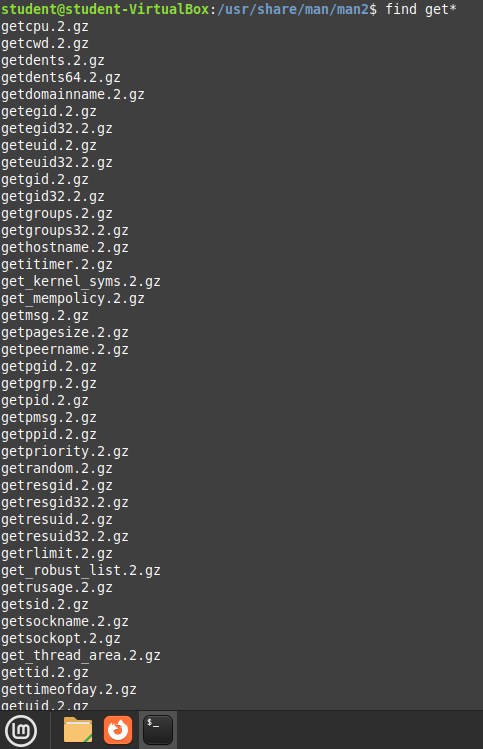 student@student-VirtualBox:/usr/share/man/man2$ find get*
getcpu.2.gz
getcwd.2.gz
getdents.2.gz
getdents64.2.gz
getdomainname.2.gz
getegid.2.gz
getegid32.2.gz
geteuid.2.gz
geteuid32.2.gz
getgid.2.gz
getgid32.2.gz
getgroups.2.gz
getgroups32.2.gz
gethostname.2.gz
getitimer.2.gz
get_kernel_syms.2.gz
get_mempolicy.2.gz
getmsg.2.gz
getpagesize.2.gz
getpeername.2.gz
getpgid.2.gz
getpgrp.2.gz
getpid.2.gz
getpmsg.2.gz
getppid.2.gz
getpriority.2.gz
getrandom.2.gz
getresgid.2.gz
getresgid32.2.gz
getresuid.2.gz
getresuid32.2.gz
getrlimit.2.gz
get_robust_list.2.gz
getrusage.2.gz
getsid.2.gz
getsockname.2.gz
getsockopt.2.gz
get_thread_area.2.gz
gettid.2.gz
gettimeofday.2.gz
getuid.2.gz
lm
$_